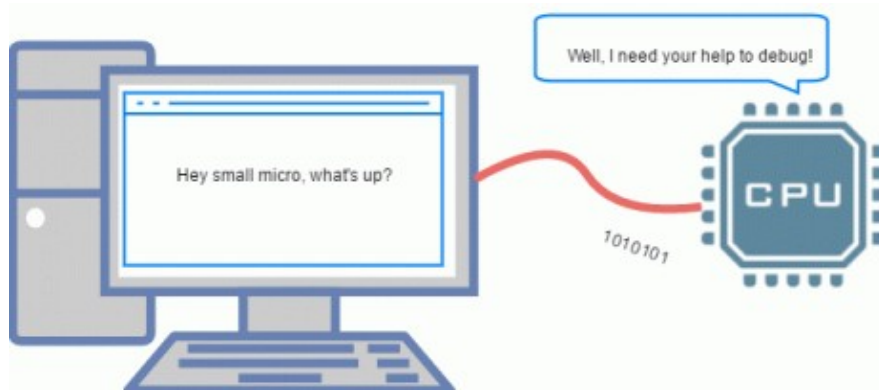 Well, I need your help to debug!
Hey small micro, what's up?
CPU
1010101